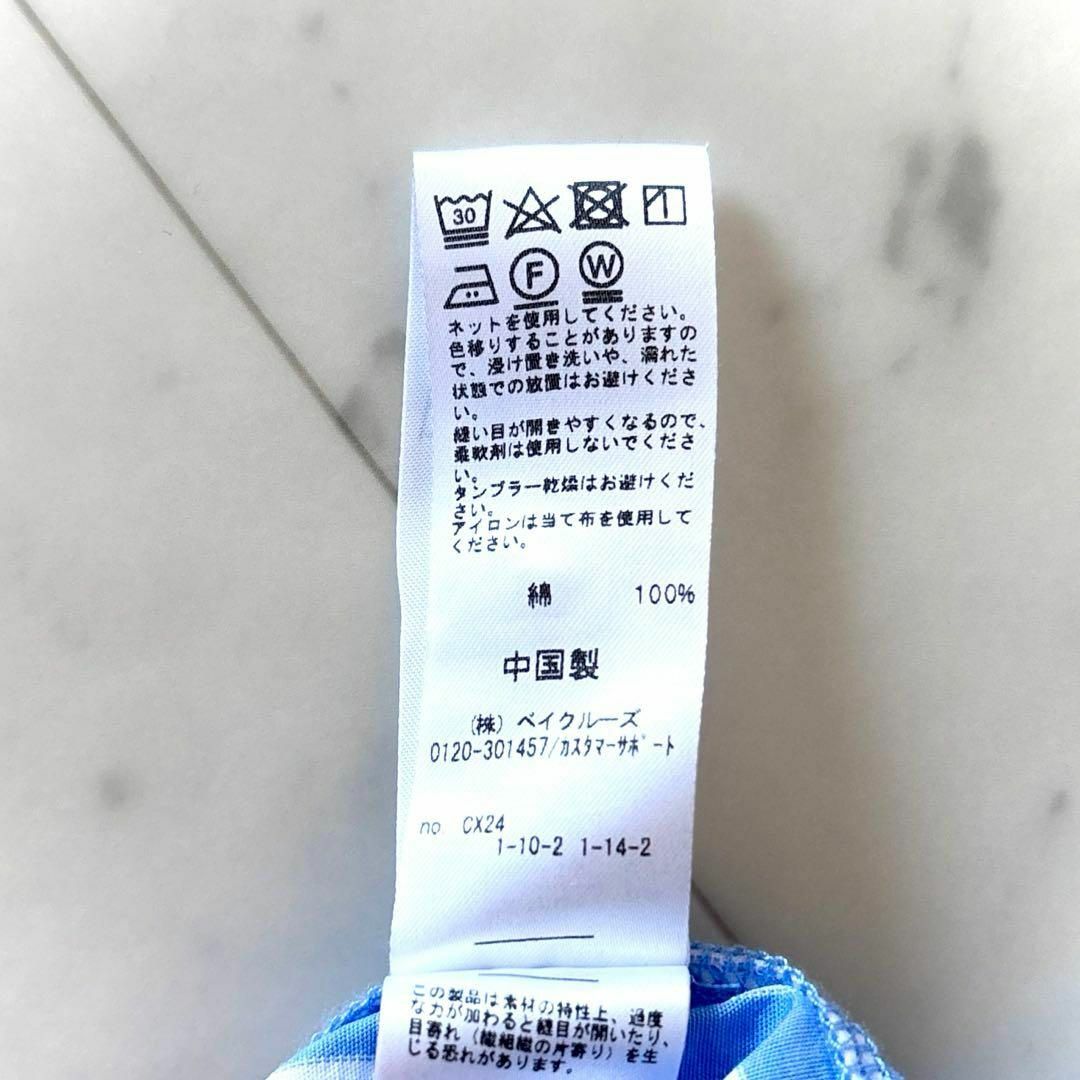 30
F W
ネットを使用してください。
色移りすることがありますの
で、浸け置き洗いや、濡れた
状態での放置はお避けくださ
い。
縫い目が開きやすくなるので、
柔軟剤は使用しないでくださ
い。
タンブラー乾燥はお避けくだ
さい。
アイロンは当て布を使用して
ください。
綿 100%
中国製
(株) ベイクルーズ
0120-301457/カスタマーサポート
no. CX24
1-10-2 1-14-2
この製品は素材の特性上、過度
な力が加わると縫目が開いたり、
目寄れ（繊組織の片寄り）を生
じる恐れがあります。